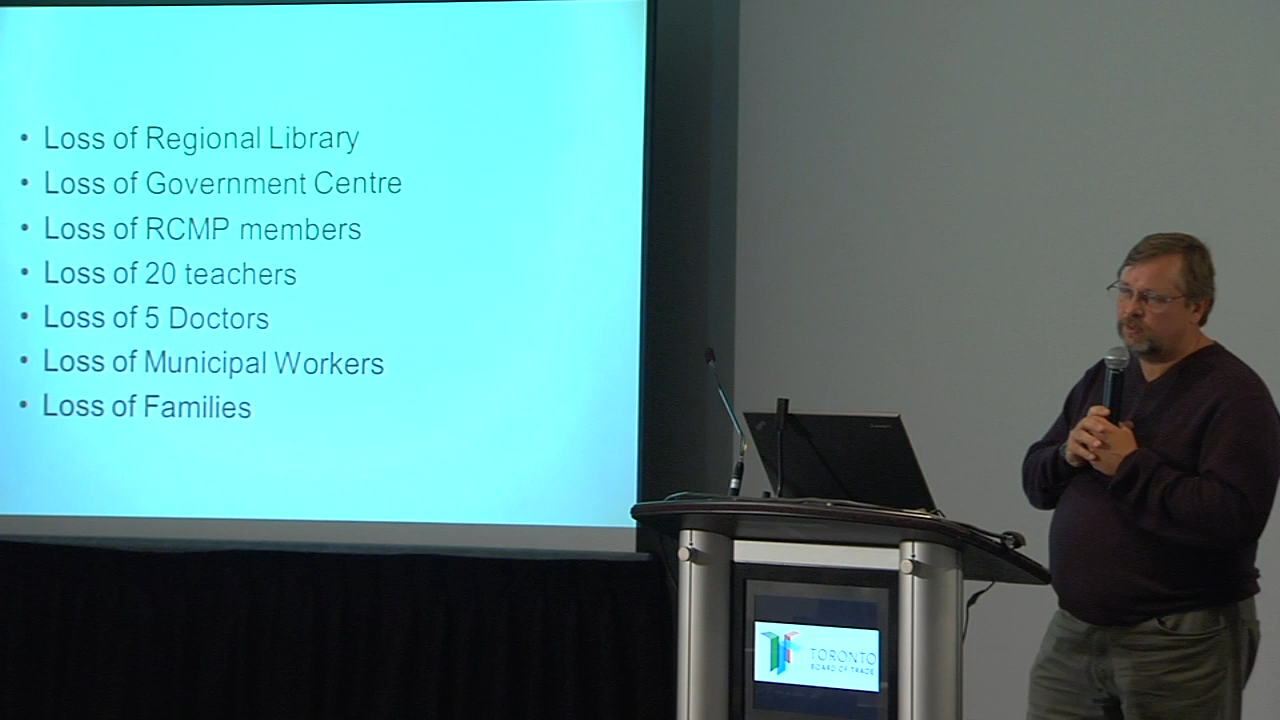 • Loss of Regional Library
• Loss of Government Centre
• Loss of RCMP members
• Loss of 20 teachers
• Loss of 5 Doctors
• Loss of Municipal Workers
• Loss of Families
TORONTO
BOARD OF TRADE